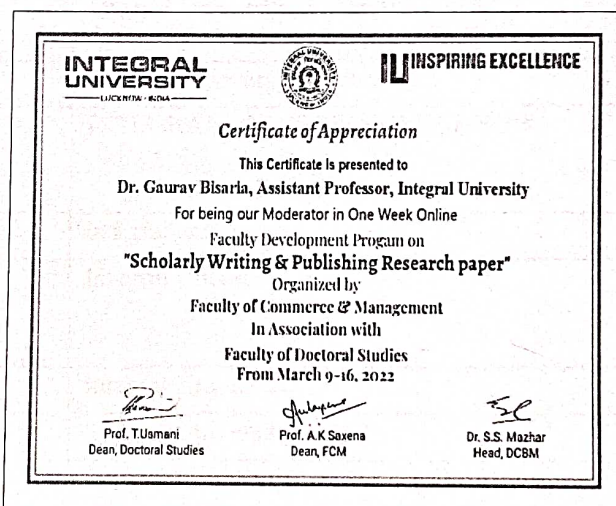 INTEGRAL
UNIVERSITY
LUCKNOW - INDIA
INSPIRING EXCELLENCE
Certificate of Appreciation
This Certificate Is presented to
Dr. Gaurav Bisaria, Assistant Professor, Integral University
For being our Moderator in One Week Online
Faculty Development Progam on
"Scholarly Writing & Publishing Research paper"
Organized by
Faculty of Commerce & Management
In Association with
Faculty of Doctoral Studies
From March 9-16, 2022
Prof. T.Usmani
Dean, Doctoral Studies
Prof. A.K Saxena
Dean, FCM
Dr. S.S. Mazhar
Head, DCBM